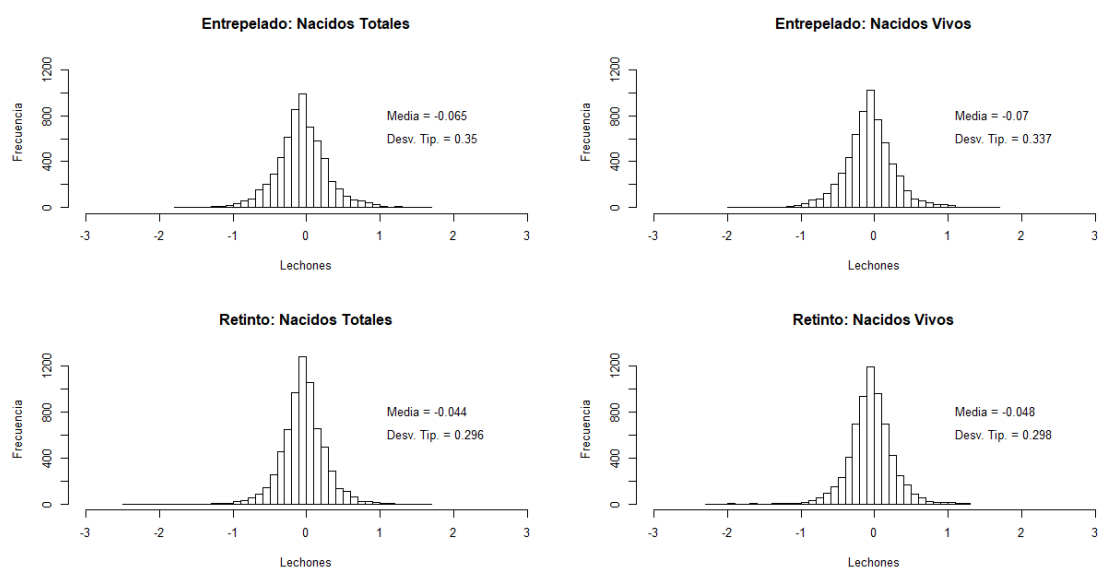 Entrepelado: Nacidos Totales
Frecuencia
0
400
800
1200
Media = -0.065
Desv. Tip. = 0.35
-3
-2
-1
0
1
2
3
Lechones
Entrepelado: Nacidos Vivos
Frecuencia
0
400
800
1200
Media = -0.07
Desv. Tip. = 0.337
-3
-2
-1
0
1
2
3
Lechones
Retinto: Nacidos Totales
Frecuencia
0
400
800
1200
Media = -0.044
Desv. Tip. = 0.296
-3
-2
-1
0
1
2
3
Lechones
Retinto: Nacidos Vivos
Frecuencia
0
400
800
1200
Media = -0.048
Desv. Tip. = 0.298
-3
-2
-1
0
1
2
3
Lechones